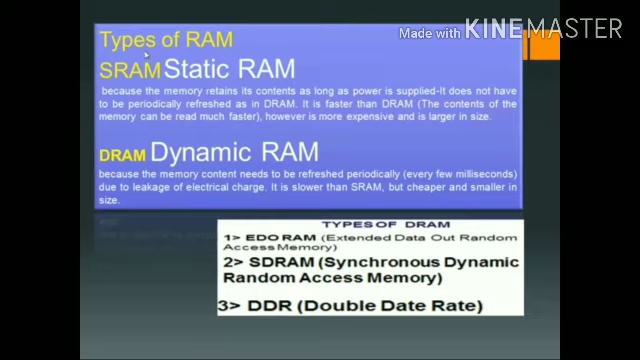 Made with KINEMASTER
Types of RAM
SRAM Static RAM
because the memory retains its contents as long as power is supplied-It does not have
to be periodically refreshed as in DRAM. It is faster than DRAM (The contents of the
memory can be read much faster), however is more expensive and is larger in size.
DRAM Dynamic RAM
because the memory content needs to be refreshed periodically (every few milliseconds)
due to leakage of electrical charge. It is slower than SRAM, but cheaper and smaller in
size.
TYPES OF DRAM
1> EDO RAM (Extended Data Out Random
Access Memory)
2> SDRAM (Synchronous Dynamic
Random Access Memory)
3> DDR (Double Date Rate)